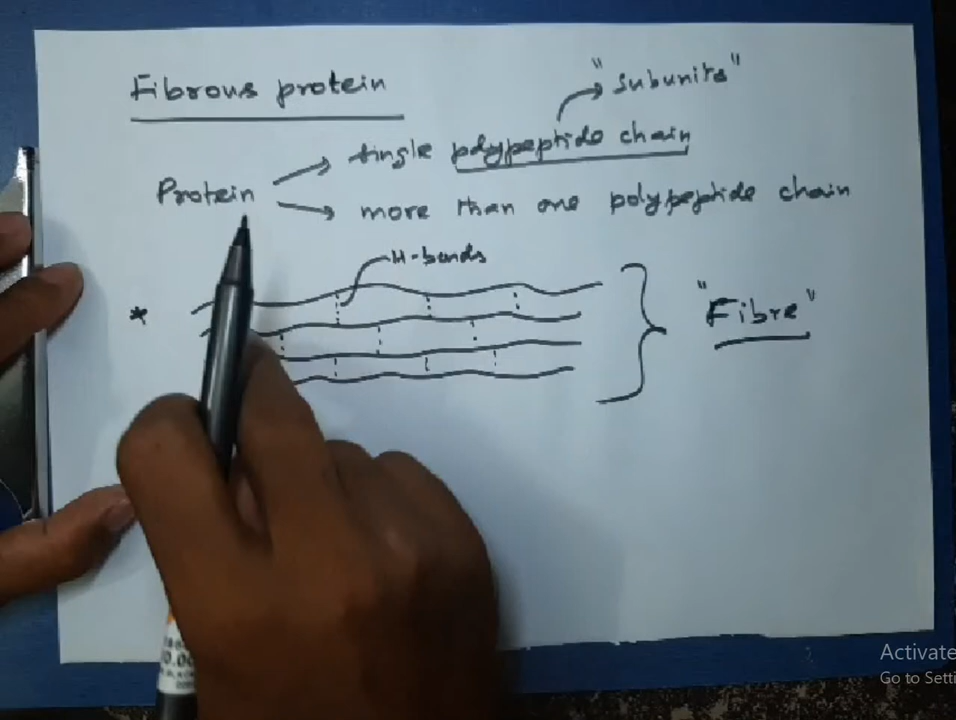 Fibrous protein
"Subunits"
single polypeptide chain
Protein
more than one polypeptide chain
H-bonds
*
"Fibre"
Activate
Go to Setti